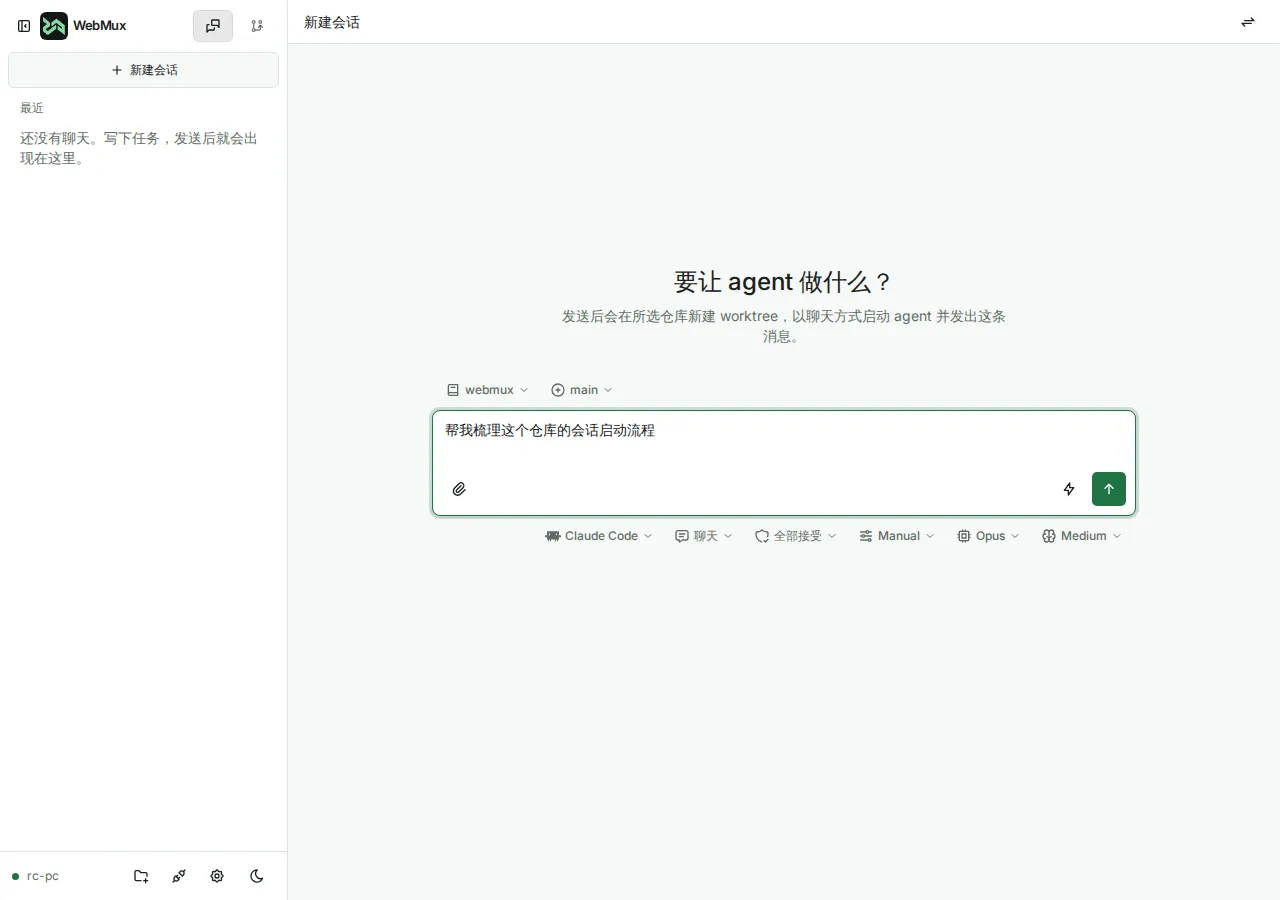 WebMux
新建会话
最近
还没有聊天。写下任务，发送后就会出
现在这里。
rc-pc
新建会话
要让 agent 做什么？
发送后会在所选仓库新建 worktree，以聊天方式启动 agent 并发出这条
消息。
webmux main
帮我梳理这个仓库的会话启动流程
Claude Code 聊天 全部接受 Manual Opus Medium